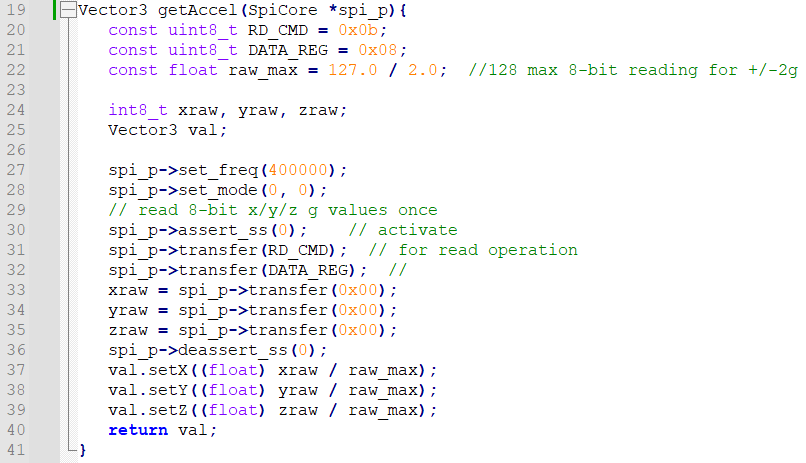 19 Vector3 getAccel(SpiCore *spi_p){
20 const uint8_t RD_CMD = 0x0b;
21 const uint8_t DATA_REG = 0x08;
22 const float raw_max = 127.0 / 2.0; //128 max 8-bit reading for +/-2g
23
24 int8_t xraw, yraw, zraw;
25 Vector3 val;
26
27 spi_p->set_freq(400000);
28 spi_p->set_mode(0, 0);
29 // read 8-bit x/y/z g values once
30 spi_p->assert_ss(0); // activate
31 spi_p->transfer(RD_CMD); // for read operation
32 spi_p->transfer(DATA_REG); //
33 xraw = spi_p->transfer(0x00);
34 yraw = spi_p->transfer(0x00);
35 zraw = spi_p->transfer(0x00);
36 spi_p->deassert_ss(0);
37 val.setX((float) xraw / raw_max);
38 val.setY((float) yraw / raw_max);
39 val.setZ((float) zraw / raw_max);
40 return val;
41 }